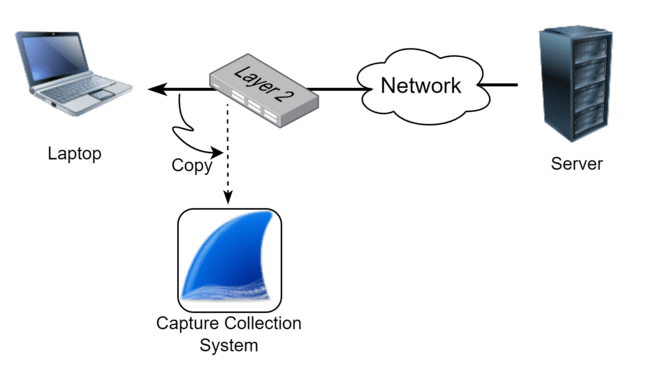 Layer 2
Network
Laptop
Copy
Server
Capture Collection
System